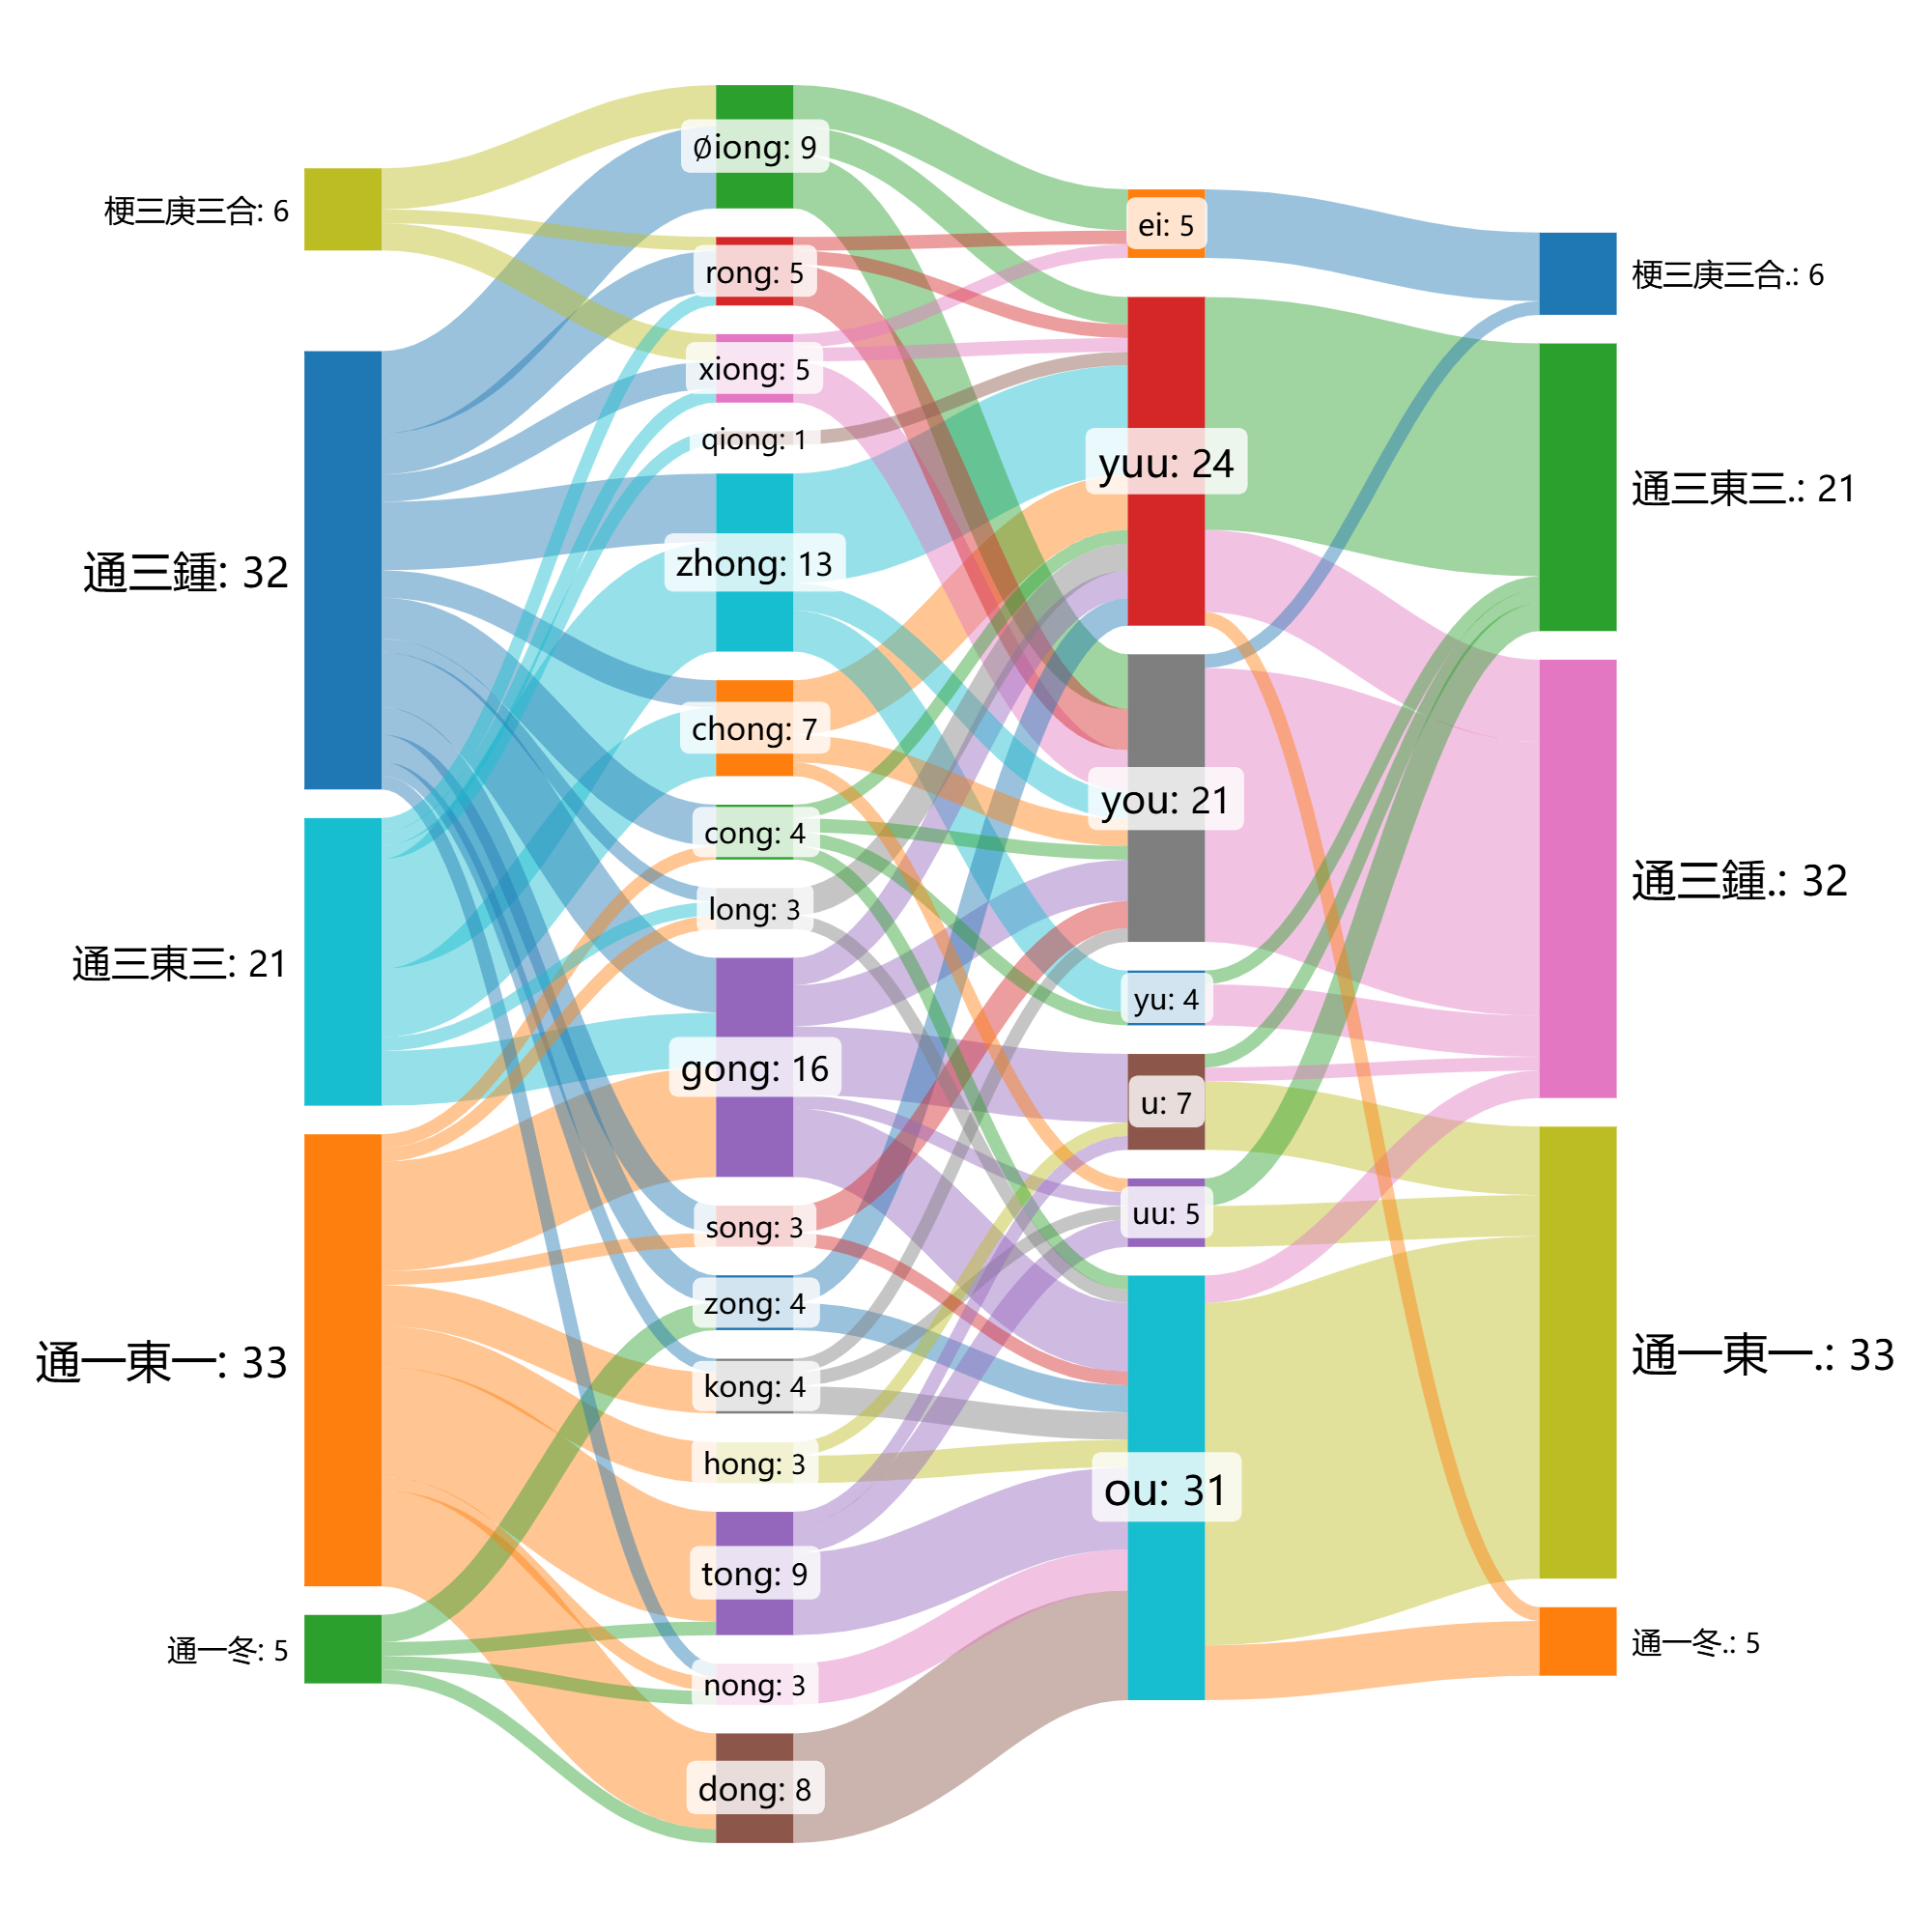 梗三庚三合: 6
通三鍾: 32
通三東三: 21
通一東一: 33
通一冬: 5
∅iong: 9
rong: 5
xiong: 5
qiong: 1
zhong: 13
chong: 7
cong: 4
long: 3
gong: 16
song: 3
zong: 4
kong: 4
hong: 3
tong: 9
nong: 3
dong: 8
ei: 5
yuu: 24
you: 21
yu: 4
u: 7
uu: 5
ou: 31
梗三庚三合.: 6
通三東三.: 21
通三鍾.: 32
通一東一.: 33
通一冬.: 5